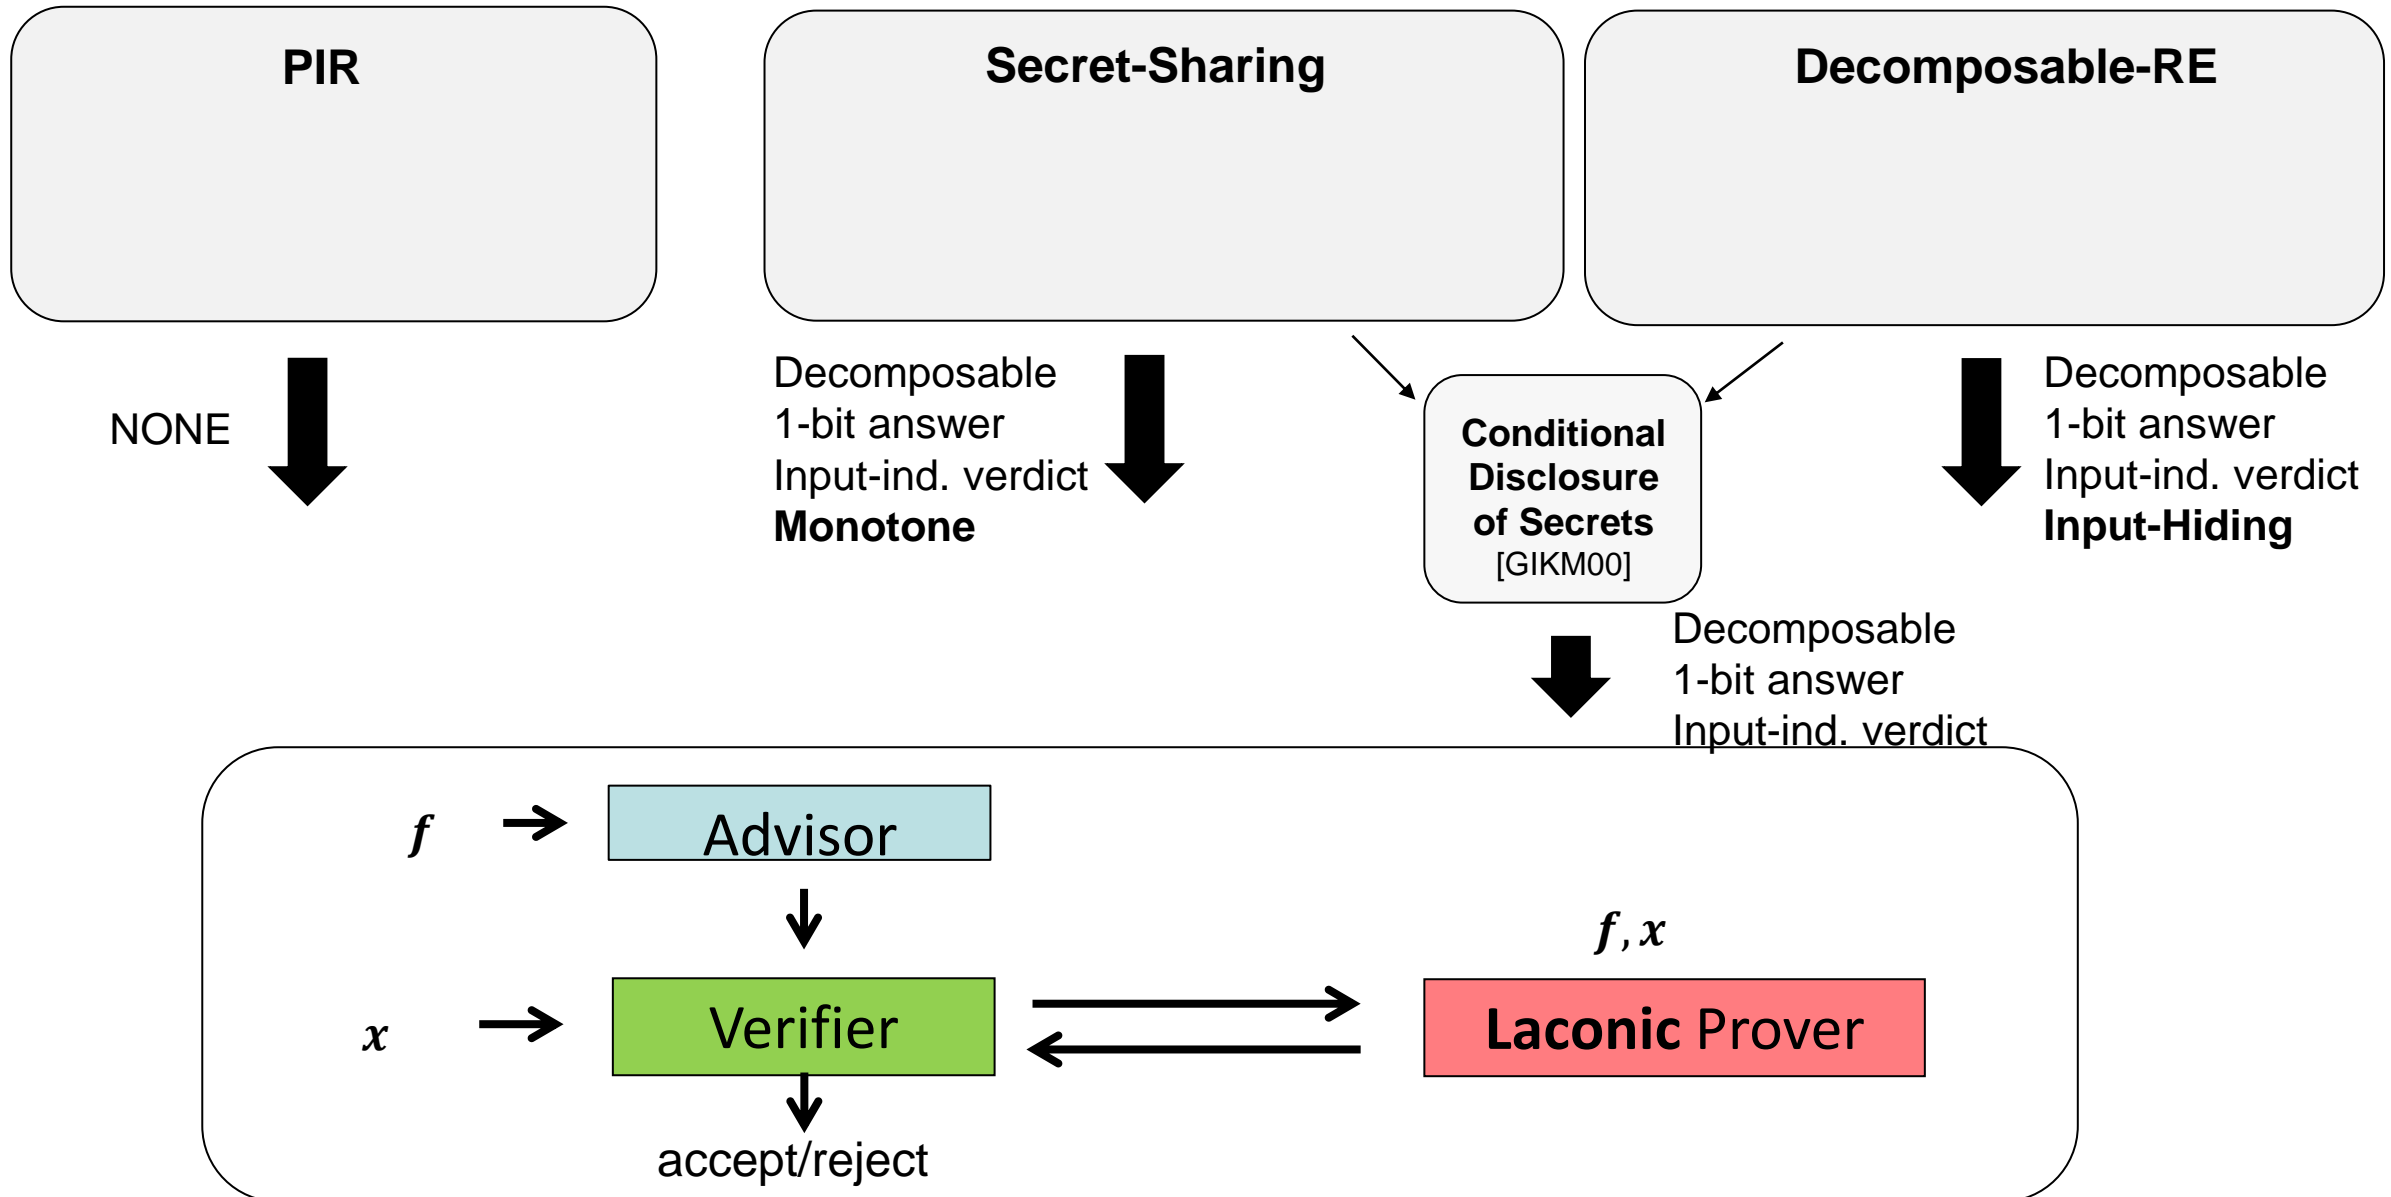 PIR
Secret-Sharing
Decomposable-RE
NONE
Decomposable
1-bit answer
Input-ind. verdict
Monotone
Conditional
Disclosure
of Secrets
[GIKM00]
Decomposable
1-bit answer
Input-ind. verdict
Input-Hiding
Decomposable
1-bit answer
Input-ind. verdict
f
Advisor
f, x
x
Verifier
Laconic Prover
accept/reject